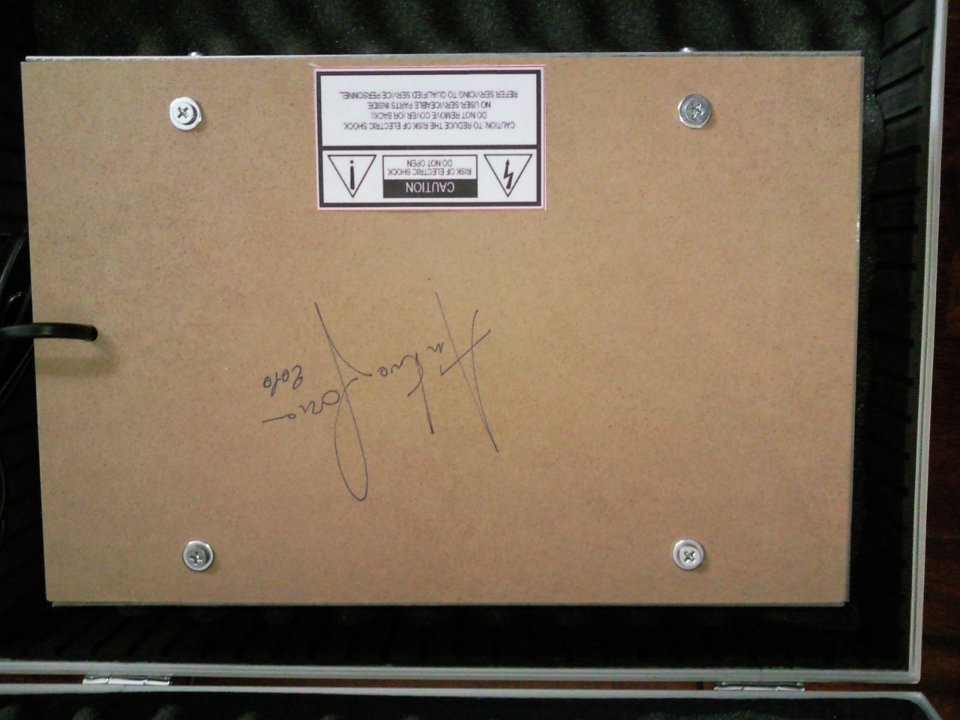 CAUTION
RISK OF ELECTRIC SHOCK
DO NOT OPEN
CAUTION: TO REDUCE THE RISK OF ELECTRIC SHOCK
DO NOT REMOVE COVER (OR BACK)
NO USER-SERVICEABLE PARTS INSIDE
REFER SERVICING TO QUALIFIED SERVICE PERSONNEL
2010